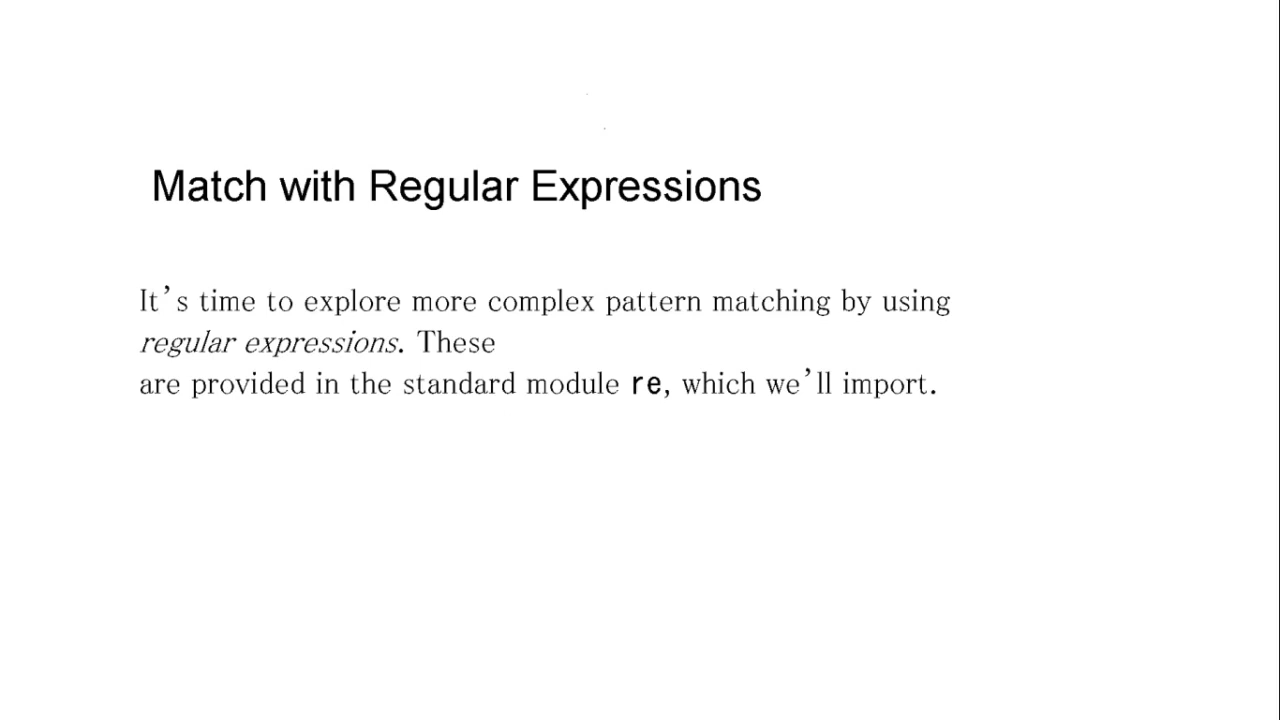 Match with Regular Expressions
It’s time to explore more complex pattern matching by using
regular expressions. These
are provided in the standard module re, which we’ll import.